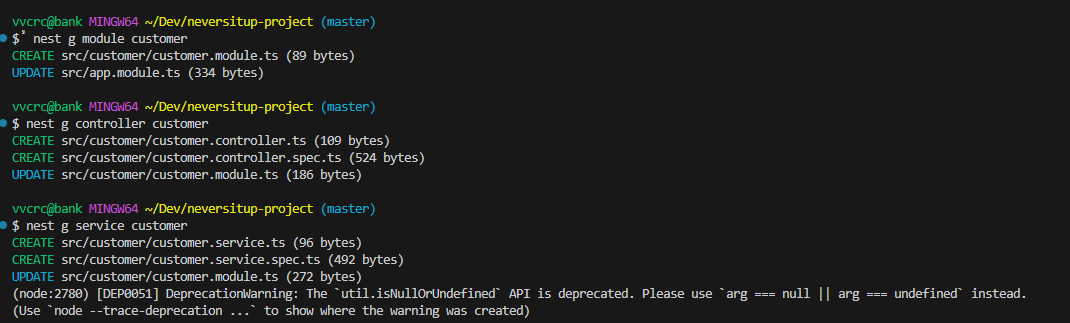 vvcrc@bank MINGW64 ~/Dev/neversitup-project (master)
$ nest g module customer
CREATE src/customer/customer.module.ts (89 bytes)
UPDATE src/app.module.ts (334 bytes)
vvcrc@bank MINGW64 ~/Dev/neversitup-project (master)
$ nest g controller customer
CREATE src/customer/customer.controller.ts (109 bytes)
CREATE src/customer/customer.controller.spec.ts (524 bytes)
UPDATE src/customer/customer.module.ts (186 bytes)
vvcrc@bank MINGW64 ~/Dev/neversitup-project (master)
$ nest g service customer
CREATE src/customer/customer.service.ts (96 bytes)
CREATE src/customer/customer.service.spec.ts (492 bytes)
UPDATE src/customer/customer.module.ts (272 bytes)
(node:2780) [DEP0051] DeprecationWarning: The `util.isNullOrUndefined` API is deprecated. Please use `arg === null || arg === undefined` instead.
(Use `node --trace-deprecation ...` to show where the warning was created)